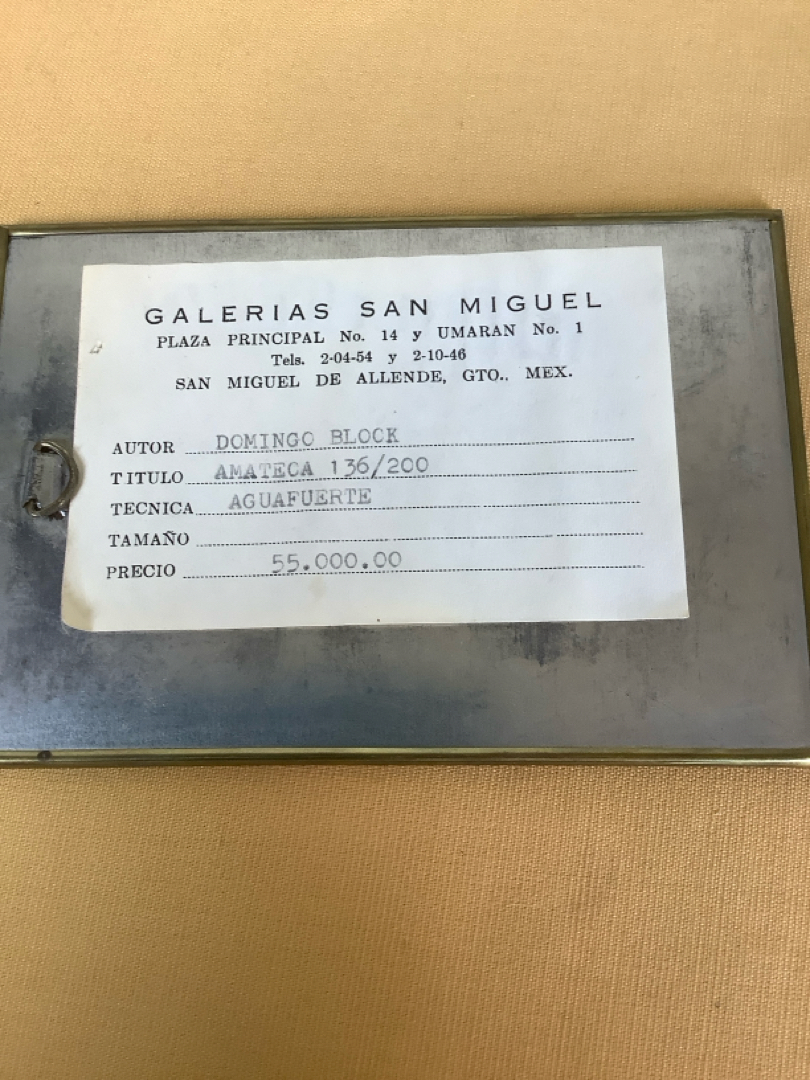 GALERIAS SAN MIGUEL
PLAZA PRINCIPAL No. 14 y UMARAN No. 1
Tels. 2-04-54 y 2-10-46
SAN MIGUEL DE ALLENDE, GTO., MEX.
AUTOR DOMINGO BLOCK
TITULO AMATECA 136/200
TECNICA AGUAFUERTE
TAMAÑO
PRECIO 55.000.00